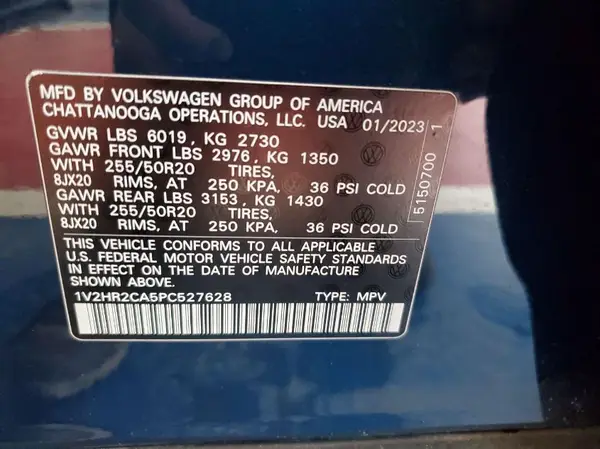 MFD BY VOLKSWAGEN GROUP OF AMERICA
CHATTANOOGA OPERATIONS, LLC. USA 01/2023
GVWR LBS 6019, KG 2730
GAWR FRONT LBS 2976, KG 1350
WITH 255/50R20 TIRES,
8JX20 RIMS, AT 250 KPA, 36 PSI COLD
GAWR REAR LBS 3153, KG 1430
WITH 255/50R20 TIRES,
8JX20 RIMS, AT 250 KPA, 36 PSI COLD
THIS VEHICLE CONFORMS TO ALL APPLICABLE
U.S. FEDERAL MOTOR VEHICLE SAFETY STANDARDS
IN EFFECT ON THE DATE OF MANUFACTURE
SHOWN ABOVE
1V2HR2CA5PC527628 TYPE: MPV
5150700 1